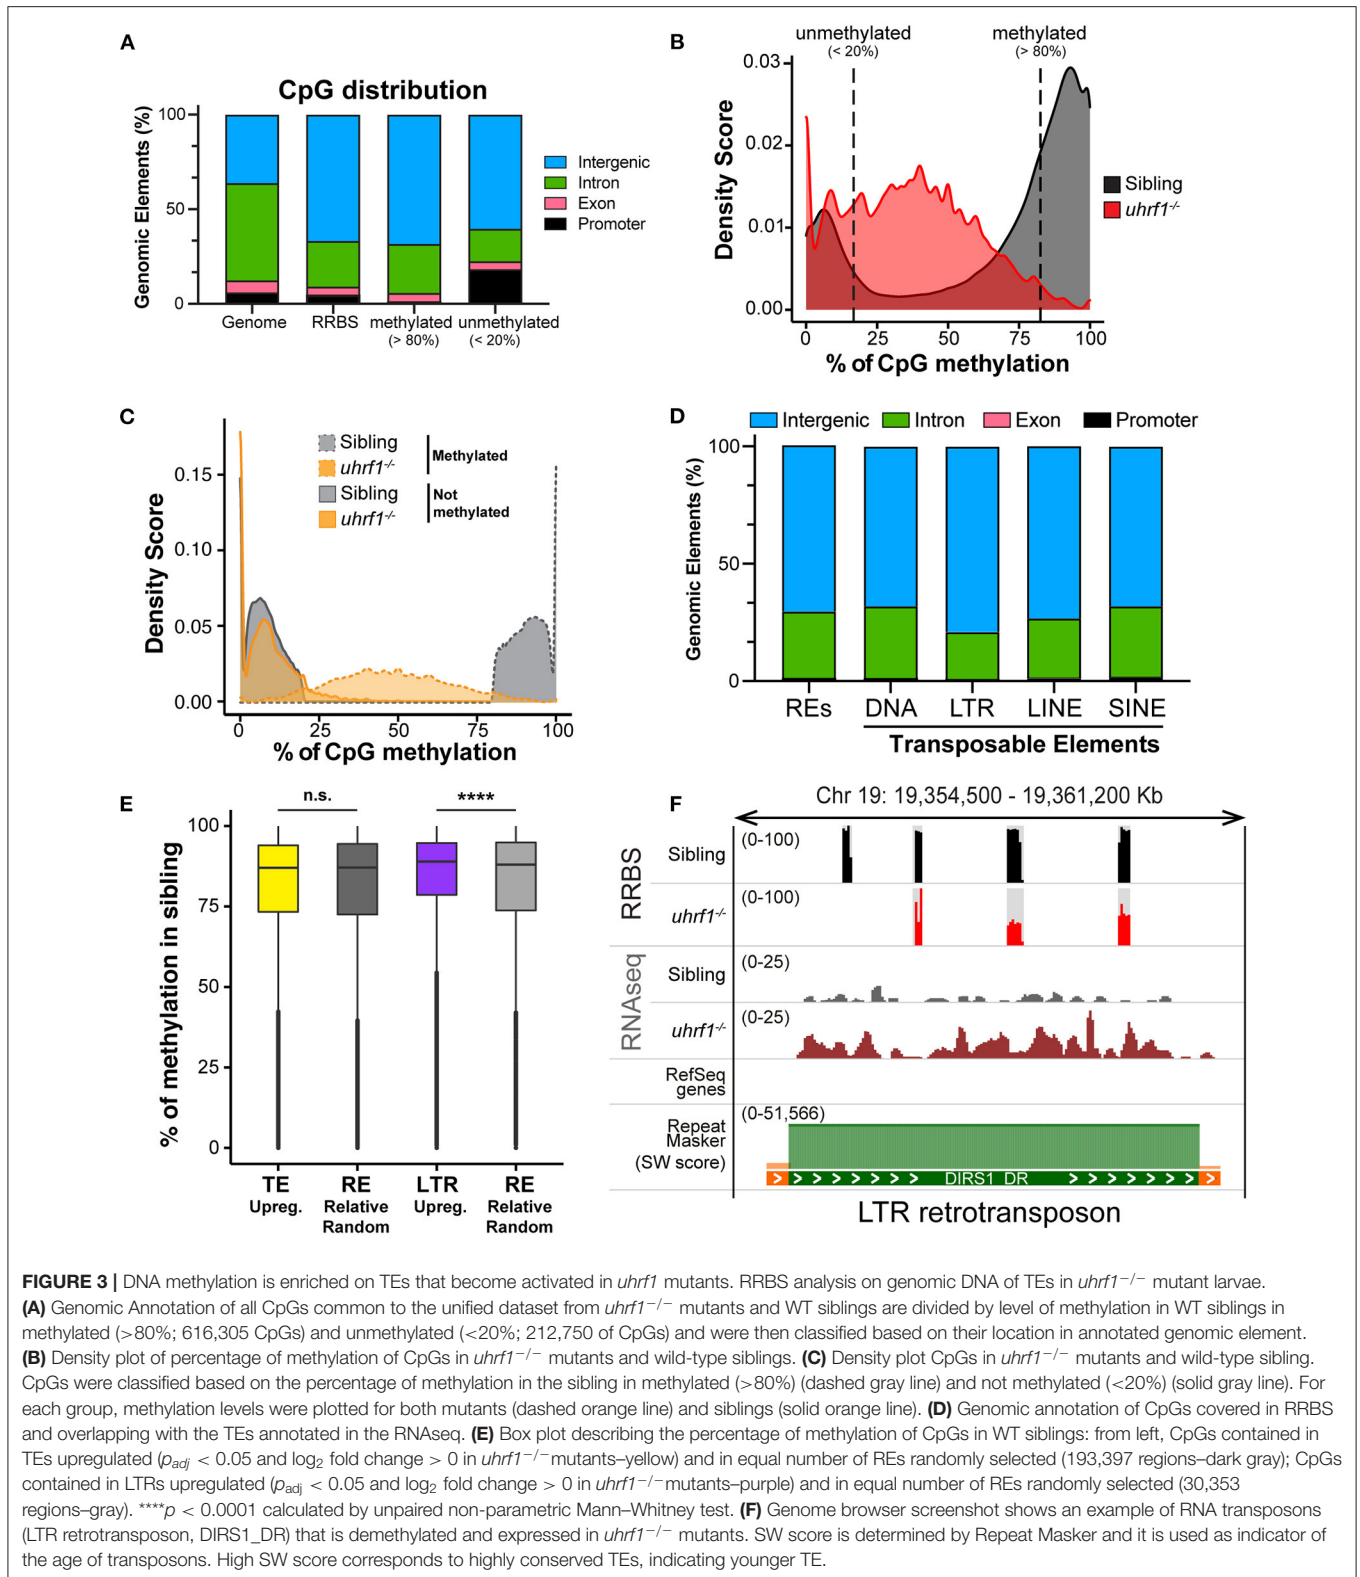 A
CpG distribution
Genomic Elements (%)
100
50
0
Genome
RRBS
methylated
(> 80%)
unmethylated
(< 20%)
Intergenic
Intron
Exon
Promoter
B
unmethylated
(< 20%)
methylated
(> 80%)
Density Score
0.03
0.02
0.01
0.00
0
25
50
75
100
% of CpG methylation
Sibling
uhrf1-/-
C
Density Score
0.15
0.10
0.05
0.00
0
25
50
75
100
% of CpG methylation
Sibling
uhrf1-/-
Methylated
Sibling
uhrf1-/-
Not
methylated
D
Intergenic Intron Exon Promoter
Genomic Elements (%)
100
50
0
REs DNA LTR LINE SINE
Transposable Elements
E
n.s.
****
% of methylation in sibling
100
75
50
25
0
TE
Upreg.
RE
Relative
Random
LTR
Upreg.
RE
Relative
Random
F
Chr 19: 19,354,500 - 19,361,200 Kb
RRBS
Sibling
(0-100)
uhrf1-/-
(0-100)
RNAseq
Sibling
(0-25)
uhrf1-/-
(0-25)
RefSeq
genes
Repeat
Masker
(SW score)
(0-51,566)
DIRS1_DR
LTR retrotransposon
FIGURE 3 | DNA methylation is enriched on TEs that become activated in uhrf1 mutants. RRBS analysis on genomic DNA of TEs in uhrf1−/− mutant larvae.
(A) Genomic Annotation of all CpGs common to the unified dataset from uhrf1−/− mutants and WT siblings are divided by level of methylation in WT siblings in
methylated (>80%; 616,305 CpGs) and unmethylated (<20%; 212,750 of CpGs) and were then classified based on their location in annotated genomic element.
(B) Density plot of percentage of methylation of CpGs in uhrf1−/− mutants and wild-type siblings. (C) Density plot CpGs in uhrf1−/− mutants and wild-type sibling.
CpGs were classified based on the percentage of methylation in the sibling in methylated (>80%) (dashed gray line) and not methylated (<20%) (solid gray line). For
each group, methylation levels were plotted for both mutants (dashed orange line) and siblings (solid orange line). (D) Genomic annotation of CpGs covered in RRBS
and overlapping with the TEs annotated in the RNAseq. (E) Box plot describing the percentage of methylation of CpGs in WT siblings: from left, CpGs contained in
TEs upregulated (padj < 0.05 and log2 fold change > 0 in uhrf1−/−mutants–yellow) and in equal number of REs randomly selected (193,397 regions–dark gray); CpGs
contained in LTRs upregulated (padj < 0.05 and log2 fold change > 0 in uhrf1−/−mutants–purple) and in equal number of REs randomly selected (30,353
regions–gray). ****p < 0.0001 calculated by unpaired non-parametric Mann–Whitney test. (F) Genome browser screenshot shows an example of RNA transposons
(LTR retrotransposon, DIRS1_DR) that is demethylated and expressed in uhrf1−/− mutants. SW score is determined by Repeat Masker and it is used as indicator of
the age of transposons. High SW score corresponds to highly conserved TEs, indicating younger TE.